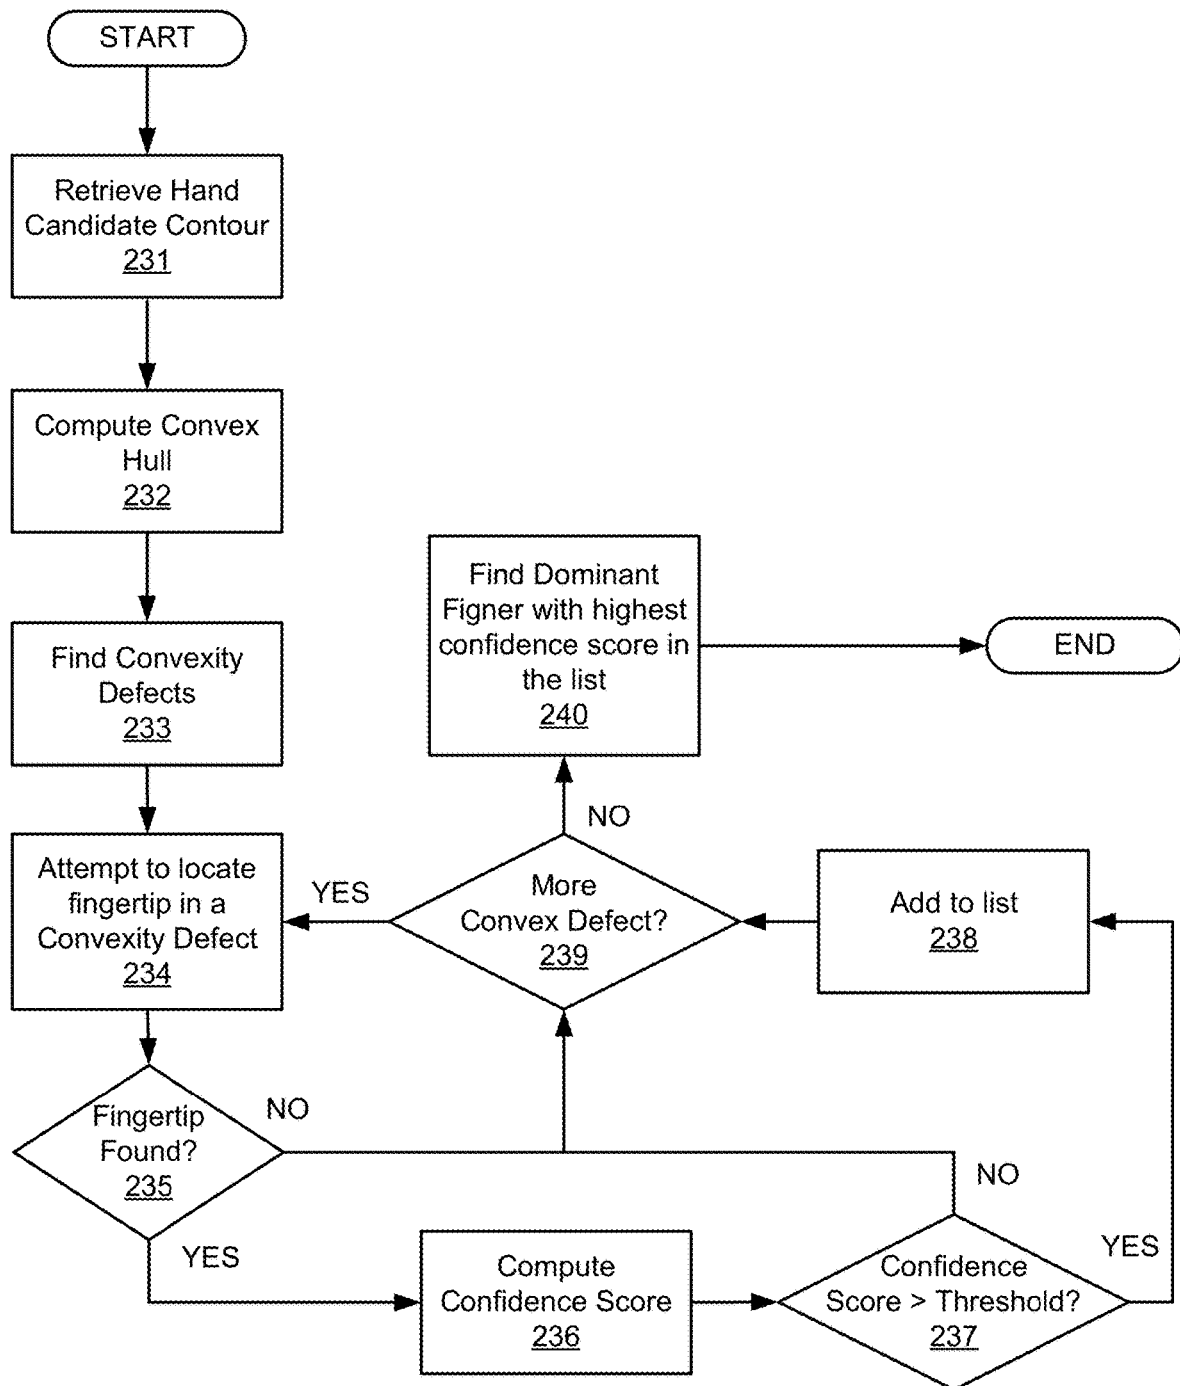 START
Retrieve Hand
Candidate Contour
231
Compute Convex
Hull
232
Find Convexity
Defects
233
Attempt to locate
fingertip in a
Convexity Defect
234
Fingertip
Found?
235
NO
YES
Compute
Confidence Score
236
Confidence
Score > Threshold?
237
NO
YES
Add to list
238
More
Convex Defect?
239
YES
NO
Find Dominant
Figner with highest
confidence score in
the list
240
END